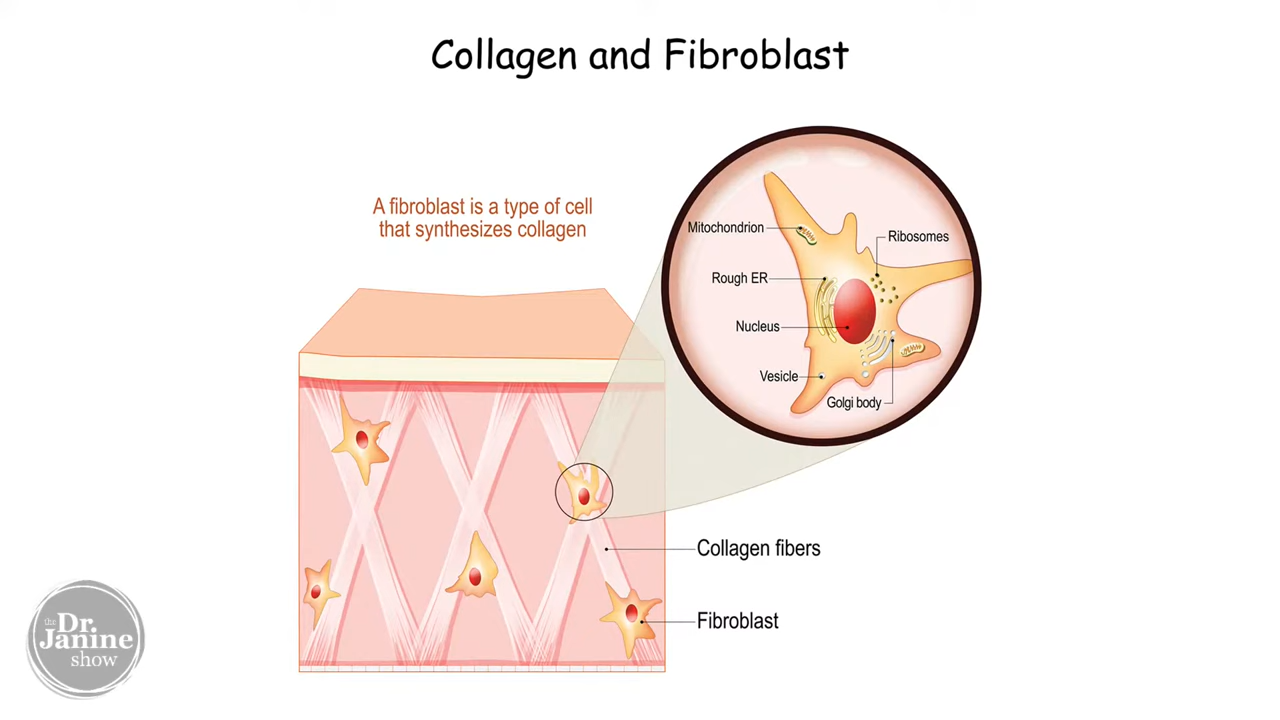 Collagen and Fibroblast
A fibroblast is a type of cell
that synthesizes collagen
Mitochondrion
Ribosomes
Rough ER
Nucleus
Vesicle
Golgi body
Collagen fibers
Fibroblast
the
Dr.
Janine
show